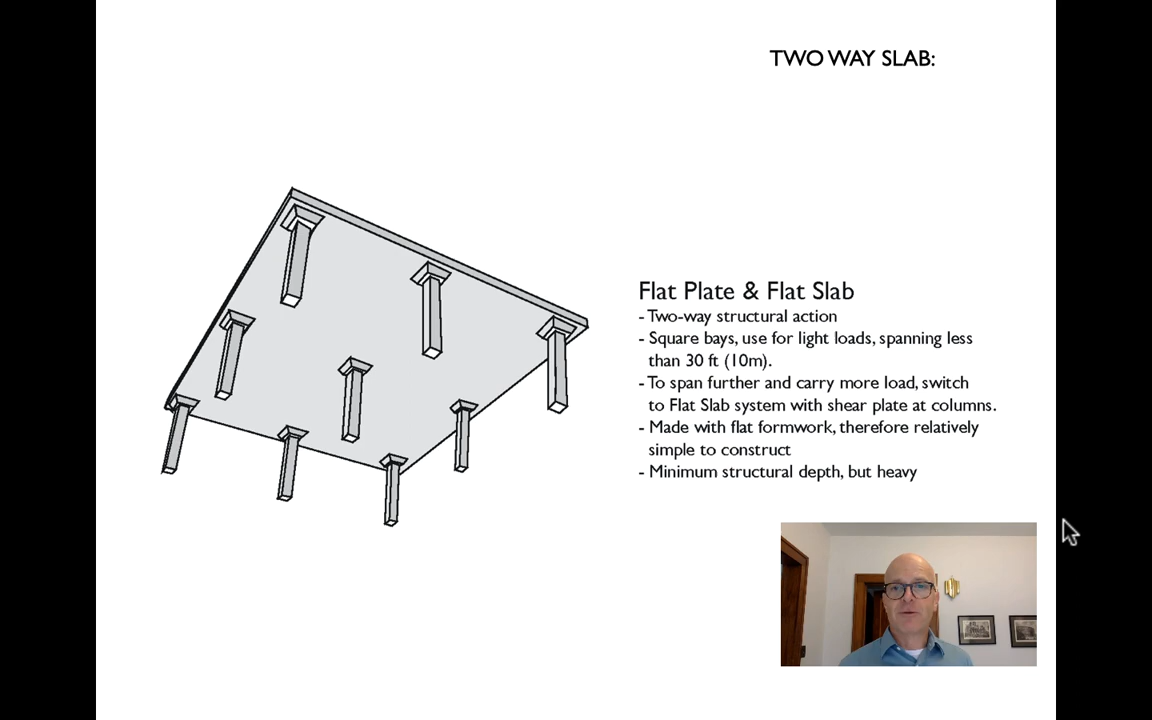 TWO WAY SLAB:
Flat Plate & Flat Slab
- Two-way structural action
- Square bays, use for light loads, spanning less
than 30 ft (10m).
- To span further and carry more load, switch
to Flat Slab system with shear plate at columns.
- Made with flat formwork, therefore relatively
simple to construct
- Minimum structural depth, but heavy